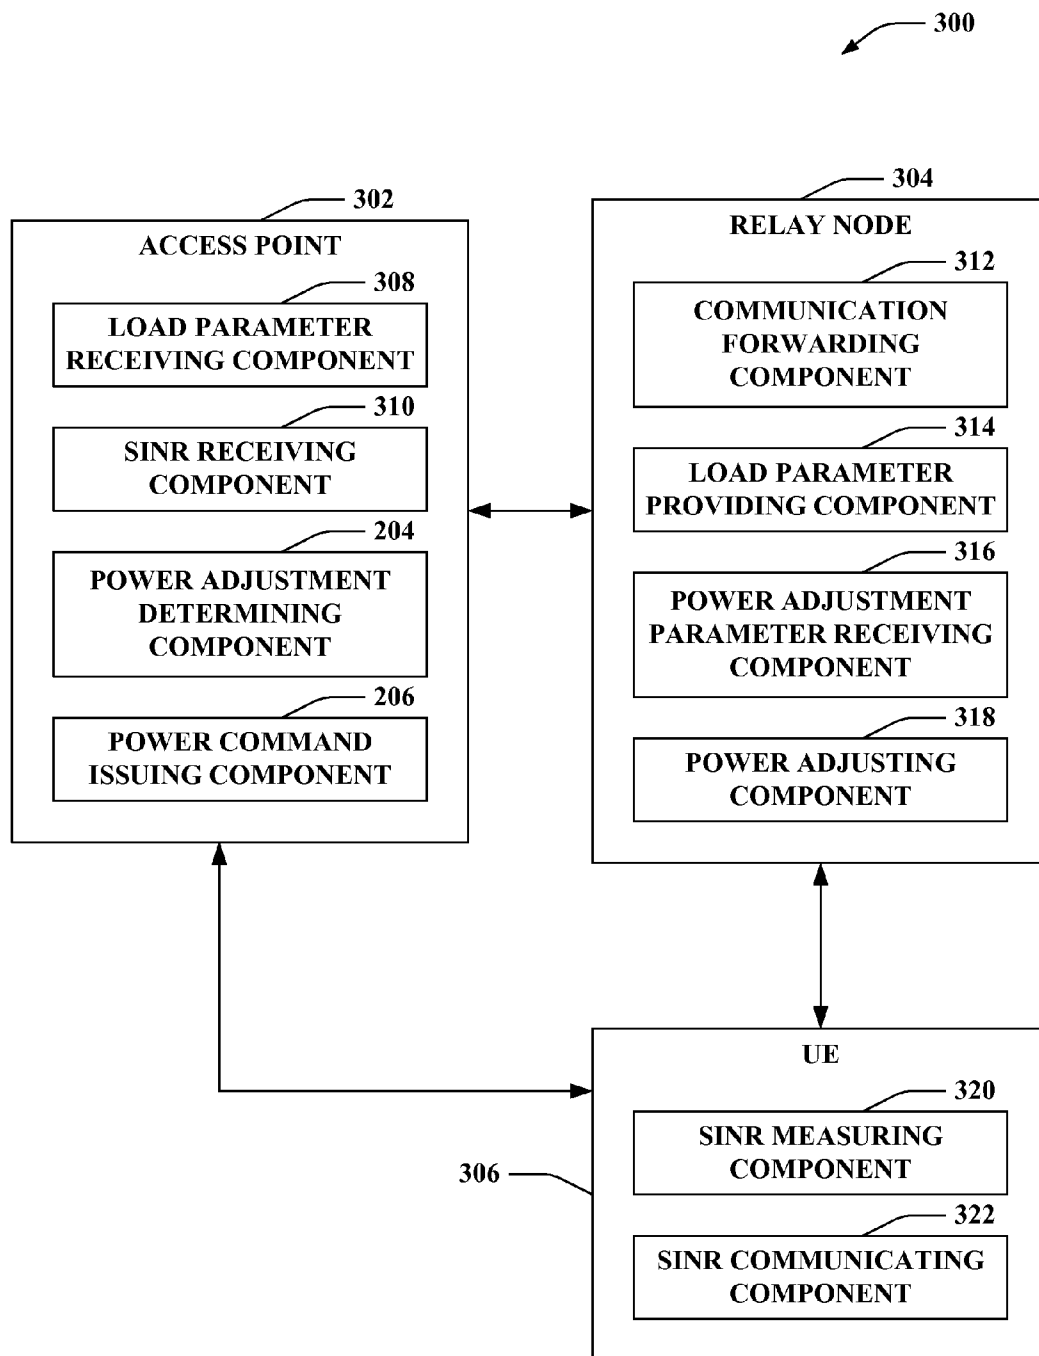 300
302
ACCESS POINT
308
LOAD PARAMETER
RECEIVING COMPONENT
310
SINR RECEIVING
COMPONENT
204
POWER ADJUSTMENT
DETERMINING
COMPONENT
206
POWER COMMAND
ISSUING COMPONENT
304
RELAY NODE
312
COMMUNICATION
FORWARDING
COMPONENT
314
LOAD PARAMETER
PROVIDING COMPONENT
316
POWER ADJUSTMENT
PARAMETER RECEIVING
COMPONENT
318
POWER ADJUSTING
COMPONENT
306
UE
320
SINR MEASURING
COMPONENT
322
SINR COMMUNICATING
COMPONENT